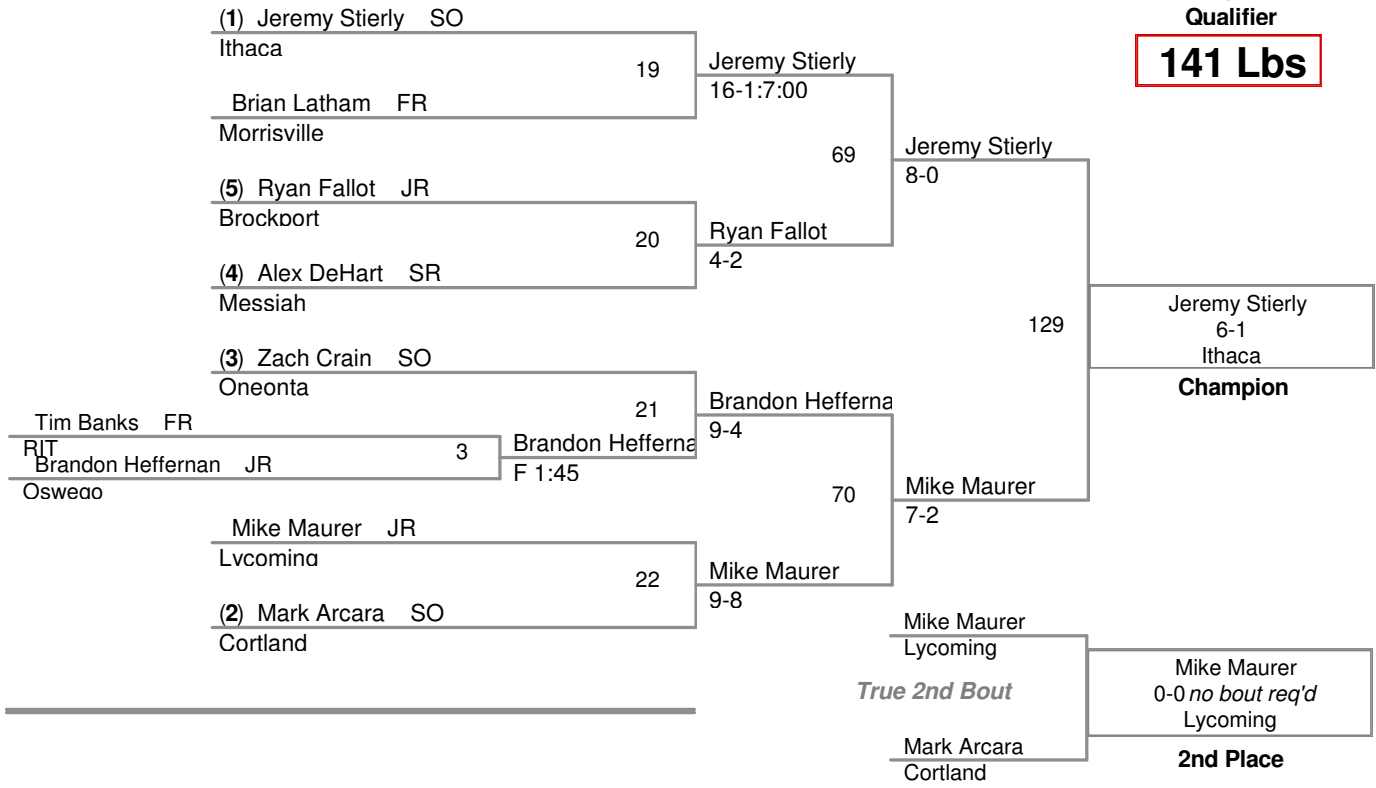 Qualifier
141 Lbs
(1) Jeremy Stierly SO
Ithaca
19
Jeremy Stierly
16-1:7:00
Brian Latham FR
Morrisville
69
Jeremy Stierly
8-0
(5) Ryan Fallot JR
Brockport
20
Ryan Fallot
4-2
(4) Alex DeHart SR
Messiah
129
Jeremy Stierly
6-1
Ithaca
Champion
(3) Zach Crain SO
Oneonta
21
Brandon Hefferna
9-4
Tim Banks FR
RIT
3
Brandon Hefferna
F 1:45
Brandon Heffernan JR
Oswego
70
Mike Maurer
7-2
Mike Maurer JR
Lycoming
22
Mike Maurer
9-8
(2) Mark Arcara SO
Cortland
Mike Maurer
Lycoming
True 2nd Bout
Mike Maurer
0-0 no bout req'd
Lycoming
2nd Place
Mark Arcara
Cortland